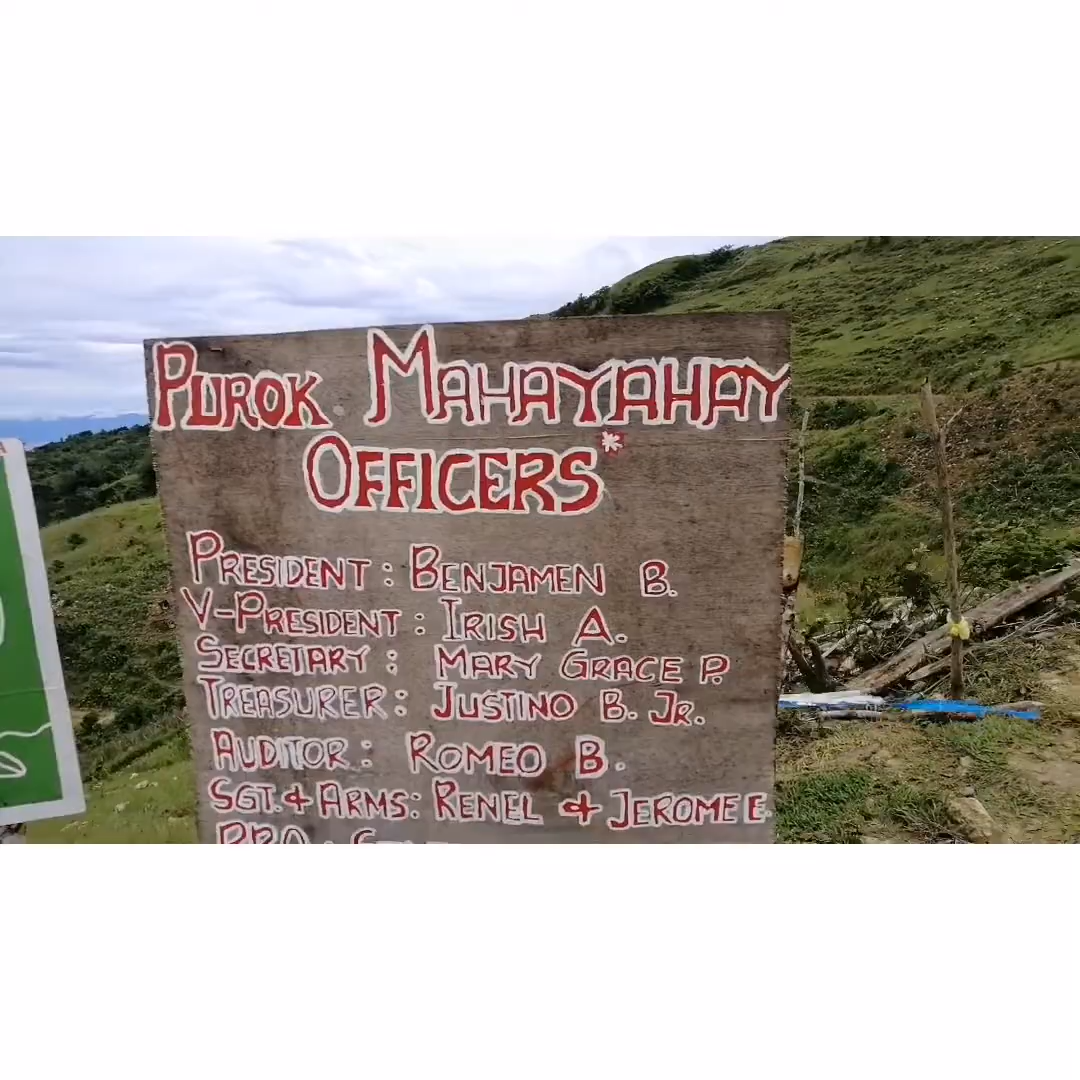 PUROK MAHAYAHAY
OFFICERS*
PRESIDENT : BENJAMEN B.
V-PRESIDENT : IRISH A.
SECRETARY : MARY GRACE P.
TREASURER : JUSTINO B. JR.
AUDITOR : ROMEO B.
SGT. & ARMS: RENEL & JEROME E.
PRO :